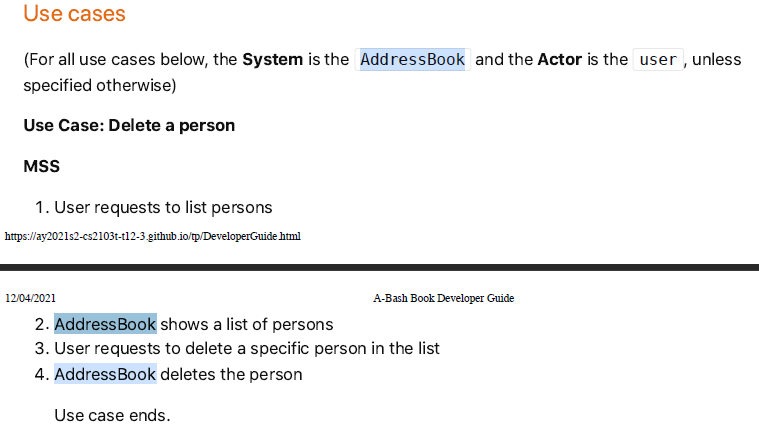 Use cases
(For all use cases below, the System is the AddressBook and the Actor is the user, unless
specified otherwise)
Use Case: Delete a person
MSS
1. User requests to list persons
https://ay2021s2-cs2103t-t12-3.github.io/tp/DeveloperGuide.html
12/04/2021 A-Bash Book Developer Guide
2. AddressBook shows a list of persons
3. User requests to delete a specific person in the list
4. AddressBook deletes the person
Use case ends.